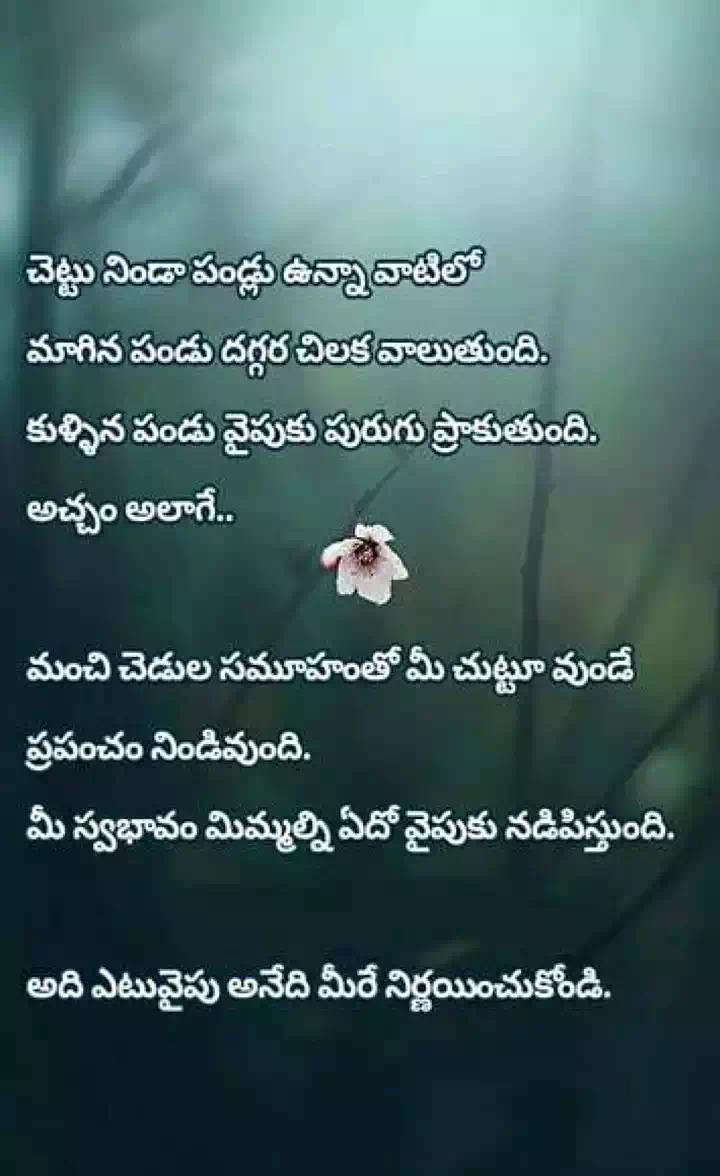 చెట్టు నిండా పండ్లు ఉన్నా వాటిలో
మాగిన పండు దగ్గర చిలక వాలుతుంది.
కుళ్ళిన పండు వైపుకు పురుగు ప్రాకుతుంది.
అచ్చం అలాగే..
మంచి చెడుల సమూహంతో మీ చుట్టూ వుండే
ప్రపంచం నిండివుంది.
మీ స్వభావం మిమ్మల్ని ఏదో వైపుకు నడిపిస్తుంది.
అది ఎటువైపు అనేది మీరే నిర్ణయించుకోండి.